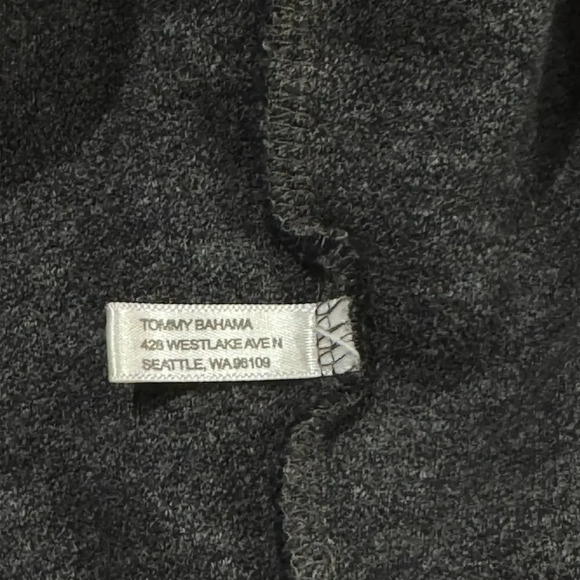 TOMMY BAHAMA
428 WESTLAKE AVE N
SEATTLE, WA 98109